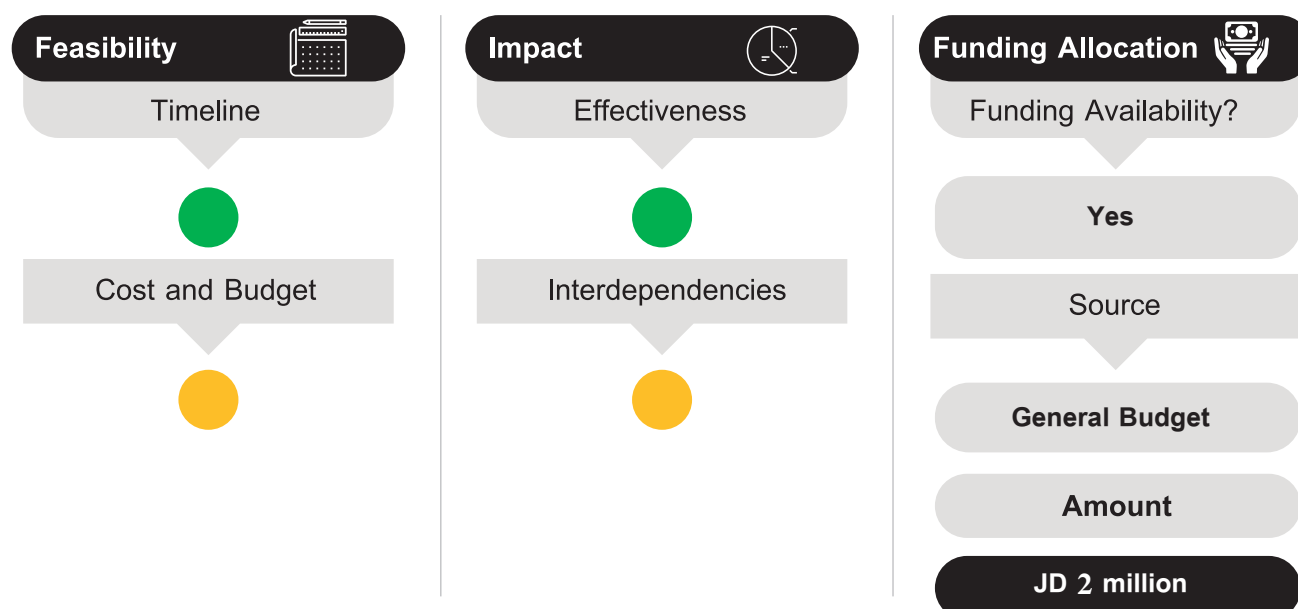 Feasibility
Timeline
Cost and Budget
Impact
Effectiveness
Interdependencies
Funding Allocation
Funding Availability?
Yes
Source
General Budget
Amount
JD 2 million